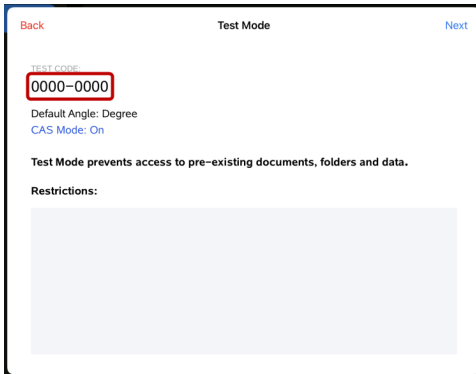 Back Test Mode Next
TEST CODE:
0000-0000
Default Angle: Degree
CAS Mode: On
Test Mode prevents access to pre-existing documents, folders and data.
Restrictions: